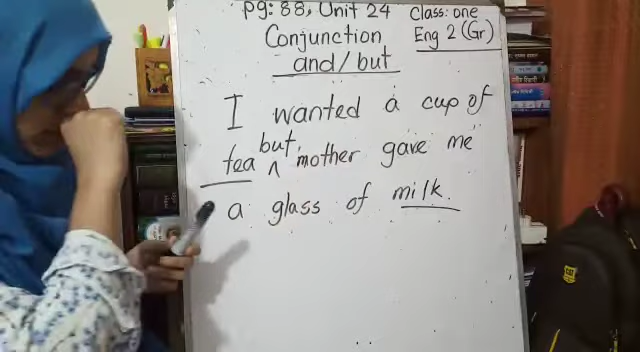 Pg: 88, Unit 24 Class: one
Conjunction Eng 2 (Gr)
and/but
I wanted a cup of
tea but mother gave me
a glass of milk.
CAT